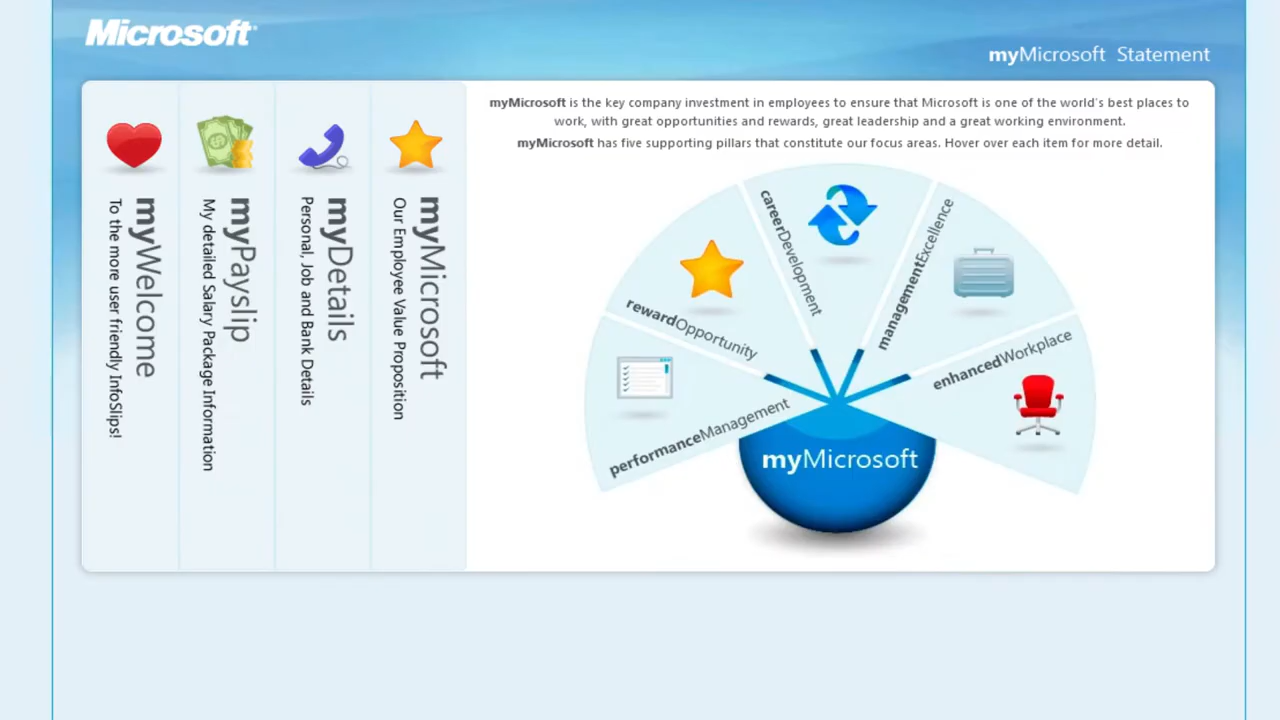 Microsoft®
myMicrosoft Statement
myWelcome
To the more user friendly InfoSlips!
myPayslip
My detailed Salary Package Information
myDetails
Personal, Job and Bank Details
myMicrosoft
Our Employee Value Proposition
myMicrosoft is the key company investment in employees to ensure that Microsoft is one of the world's best places to
work, with great opportunities and rewards, great leadership and a great working environment.
myMicrosoft has five supporting pillars that constitute our focus areas. Hover over each item for more detail.
performanceManagement
rewardOpportunity
careerDevelopment
managementExcellence
enhancedWorkplace
myMicrosoft